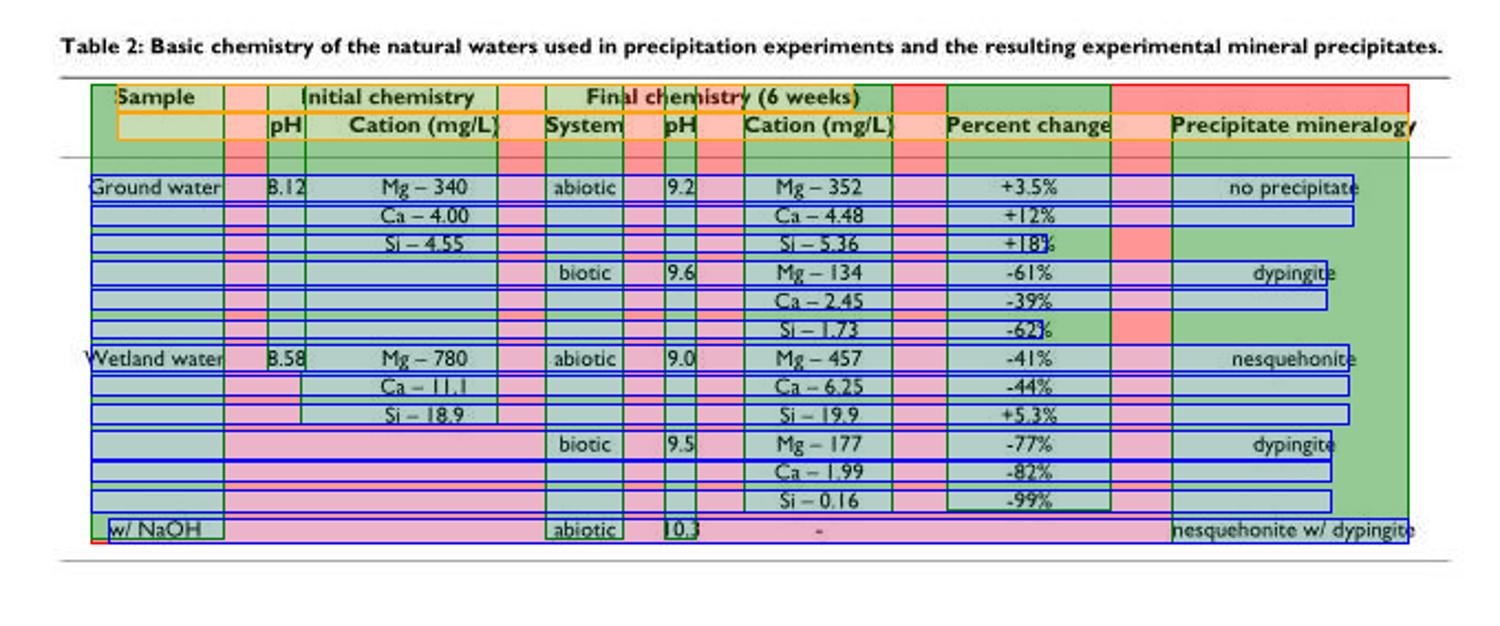 Table 2: Basic chemistry of the natural waters used in precipitation experiments and the resulting experimental mineral precipitates.
Sample Initial chemistry Final chemistry (6 weeks)
pH Cation (mg/L) System pH Cation (mg/L) Percent change Precipitate mineralogy
Ground water 8.12 Mg – 340 abiotic 9.2 Mg – 352 +3.5% no precipitate
Ca – 4.00 Ca – 4.48 +12%
Si – 4.55 Si – 5.36 +18%
biotic 9.6 Mg – 134 -61% dypingite
Ca – 2.45 -39%
Si – 1.73 -62%
Wetland water 8.58 Mg – 780 abiotic 9.0 Mg – 457 -41% nesquehonite
Ca – 11.1 Ca – 6.25 -44%
Si – 18.9 Si – 19.9 +5.3%
biotic 9.5 Mg – 177 -77% dypingite
Ca – 1.99 -82%
Si – 0.16 -99%
w/ NaOH abiotic 10.3 - nesquehonite w/ dypingite